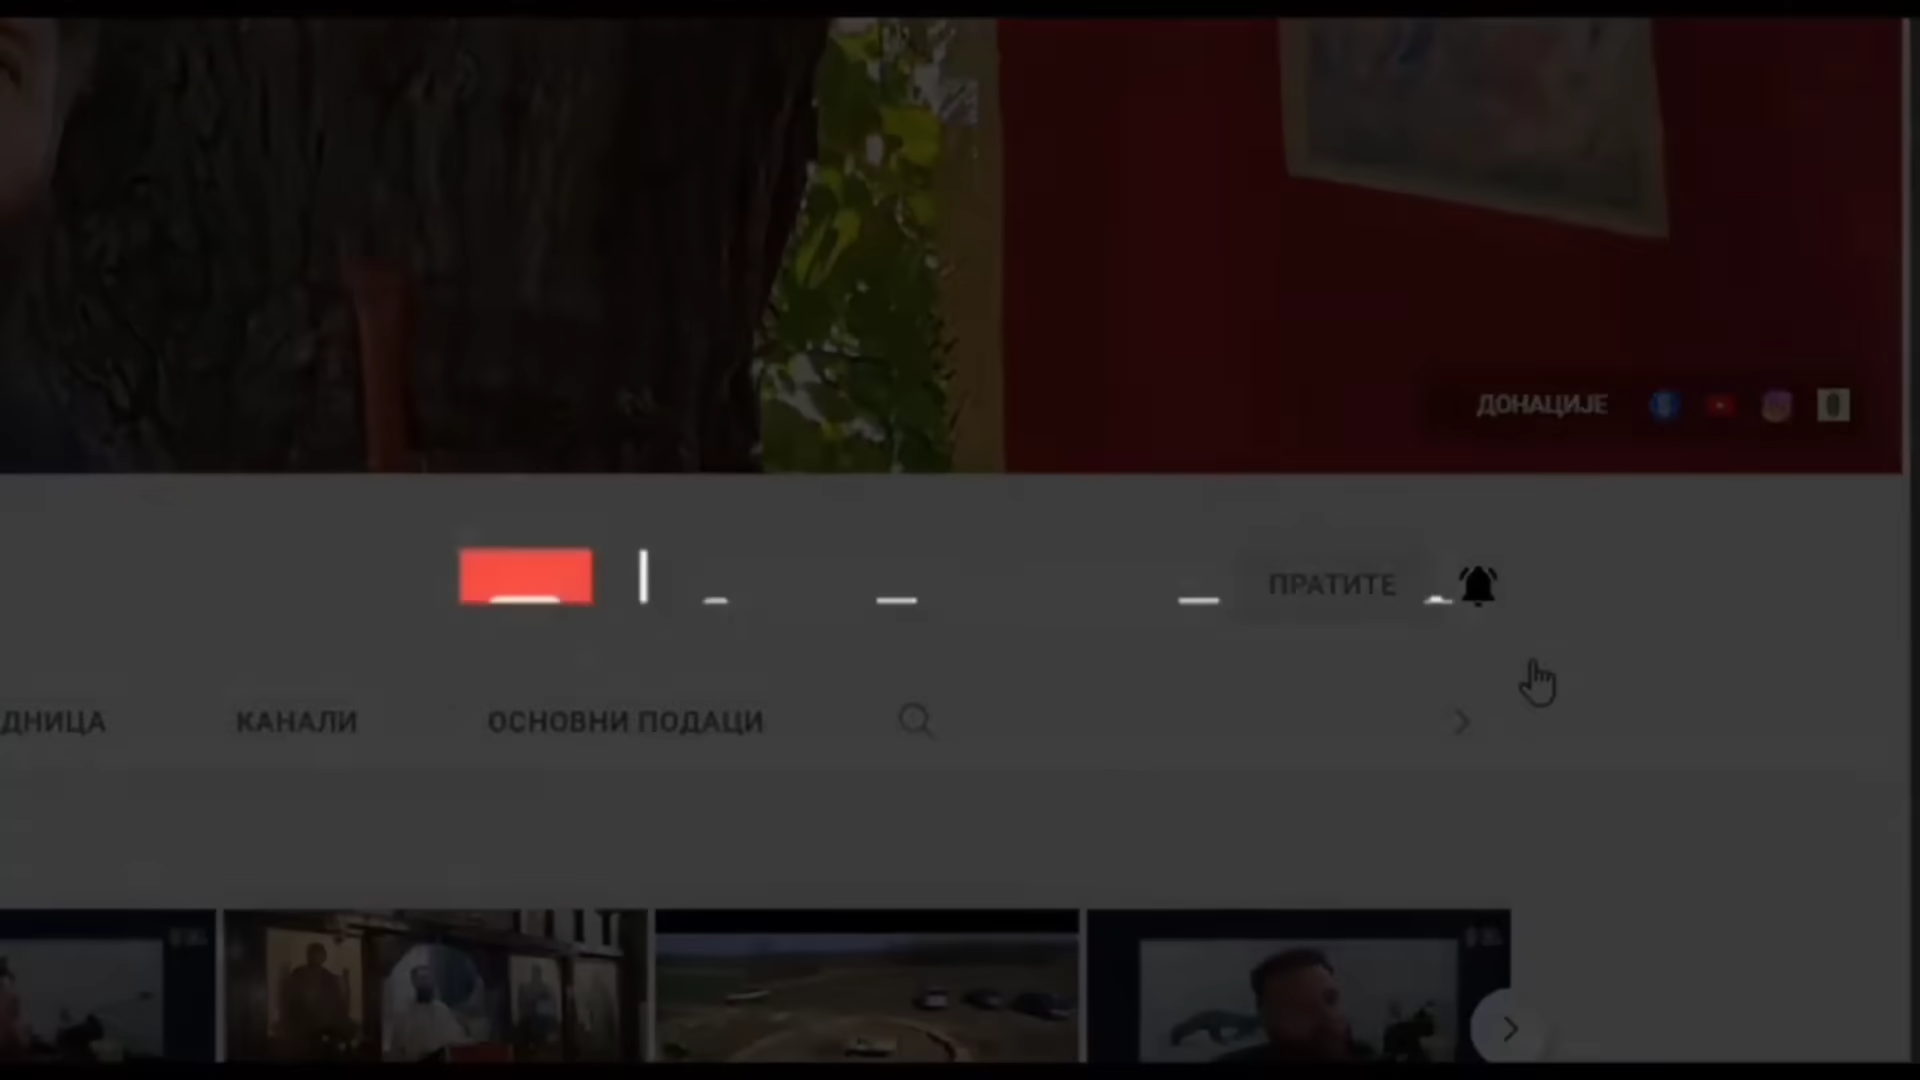 ДОНАЦИЈЕ
ПРАТИТЕ
ДНИЦА КАНАЛИ ОСНОВНИ ПОДАЦИ